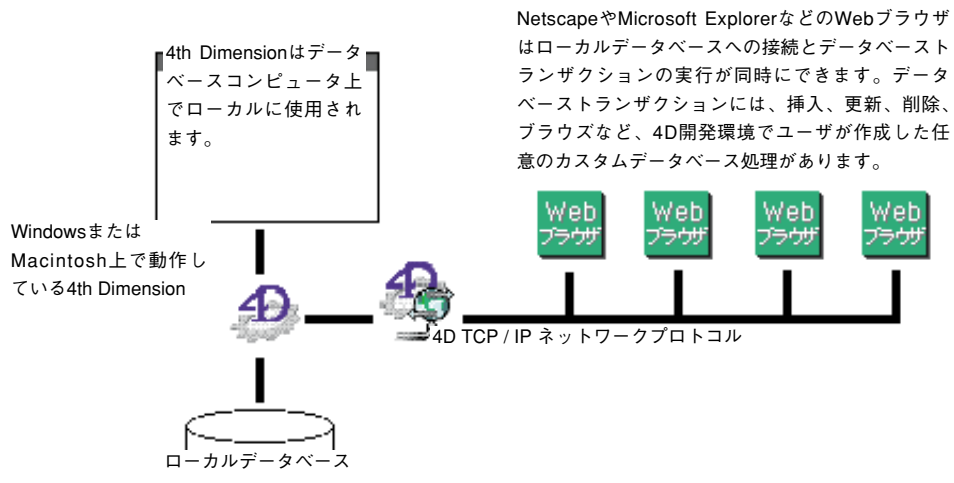 NetscapeやMicrosoft ExplorerなどのWebブラウザ
はローカルデータベースへの接続とデータベースト
ランザクションの実行が同時にできます。データ
ベーストランザクションには、挿入、更新、削除、
ブラウズなど、4D開発環境でユーザが作成した任
意のカスタムデータベース処理があります。
4th Dimensionはデータ
ベースコンピュータ上
でローカルに使用され
ます。
Web
ブラウザ
Web
ブラウザ
Web
ブラウザ
Web
ブラウザ
Windowsまたは
Macintosh上で動作し
ている4th Dimension
4D
4D
4D TCP / IP ネットワークプロトコル
ローカルデータベース